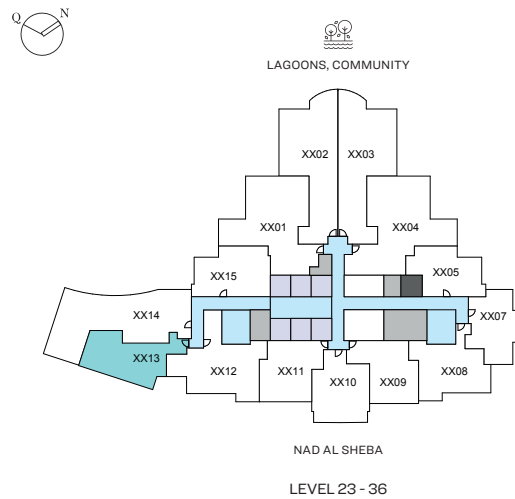 Q N
LAGOONS, COMMUNITY
XX02 XX03
XX01 XX04
XX15 XX05
XX14 XX07
XX13 XX12 XX11 XX10 XX09 XX08
NAD AL SHEBA
LEVEL 23 - 36